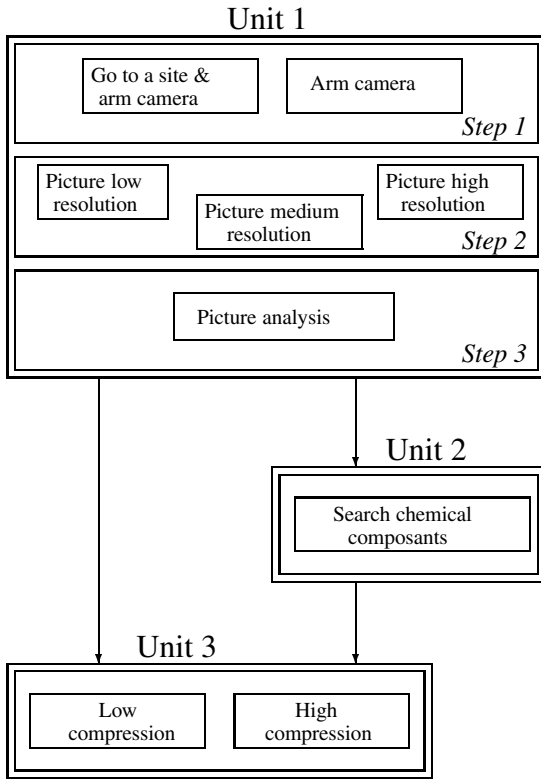 Unit 1
Go to a site &
arm camera
Arm camera
Step 1
Picture low
resolution
Picture medium
resolution
Picture high
resolution
Step 2
Picture analysis
Step 3
Unit 2
Search chemical
composants
Unit 3
Low
compression
High
compression